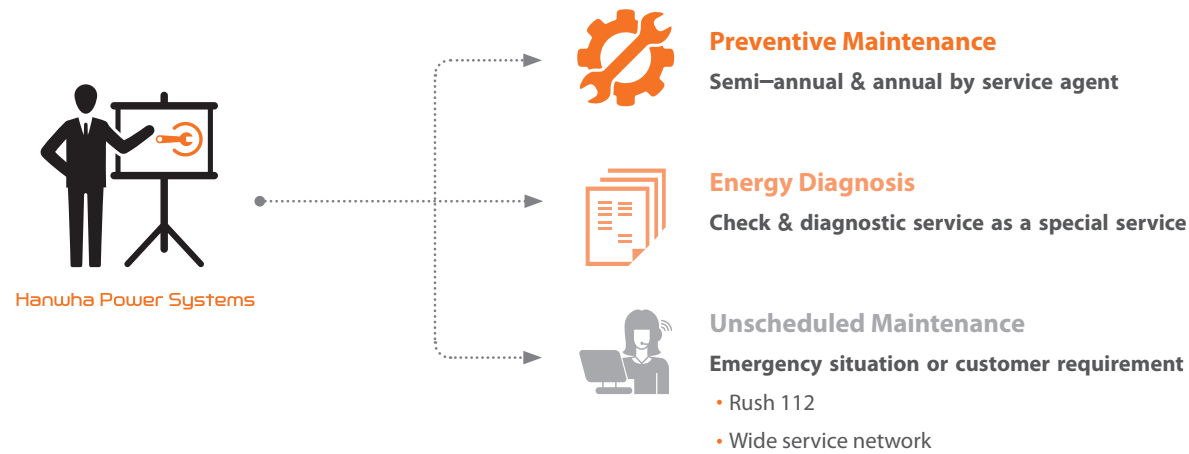 Hanwha Power Systems
Preventive Maintenance
Semi–annual & annual by service agent
Energy Diagnosis
Check & diagnostic service as a special service
Unscheduled Maintenance
Emergency situation or customer requirement
• Rush 112
• Wide service network